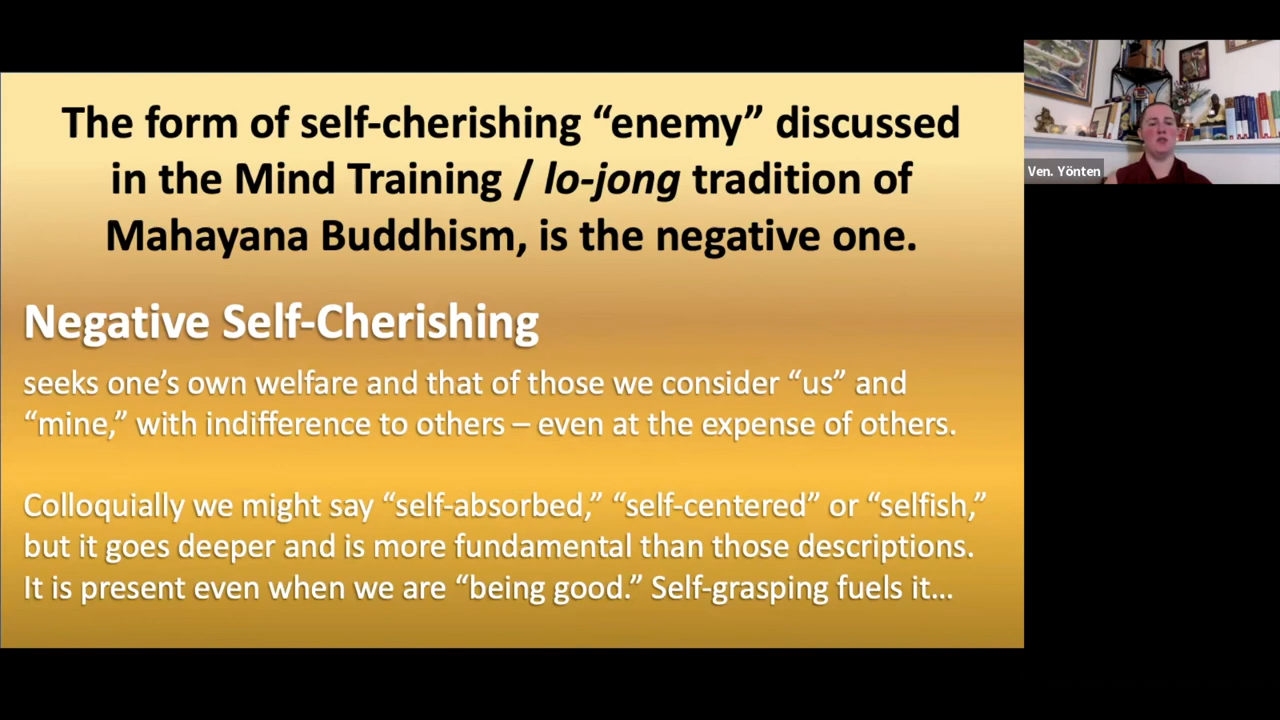 The form of self-cherishing “enemy” discussed
in the Mind Training / lo-jong tradition of
Mahayana Buddhism, is the negative one.
Negative Self-Cherishing
seeks one’s own welfare and that of those we consider “us” and
“mine,” with indifference to others – even at the expense of others.
Colloquially we might say “self-absorbed,” “self-centered” or “selfish,”
but it goes deeper and is more fundamental than those descriptions.
It is present even when we are “being good.” Self-grasping fuels it...
Ven. Yönten